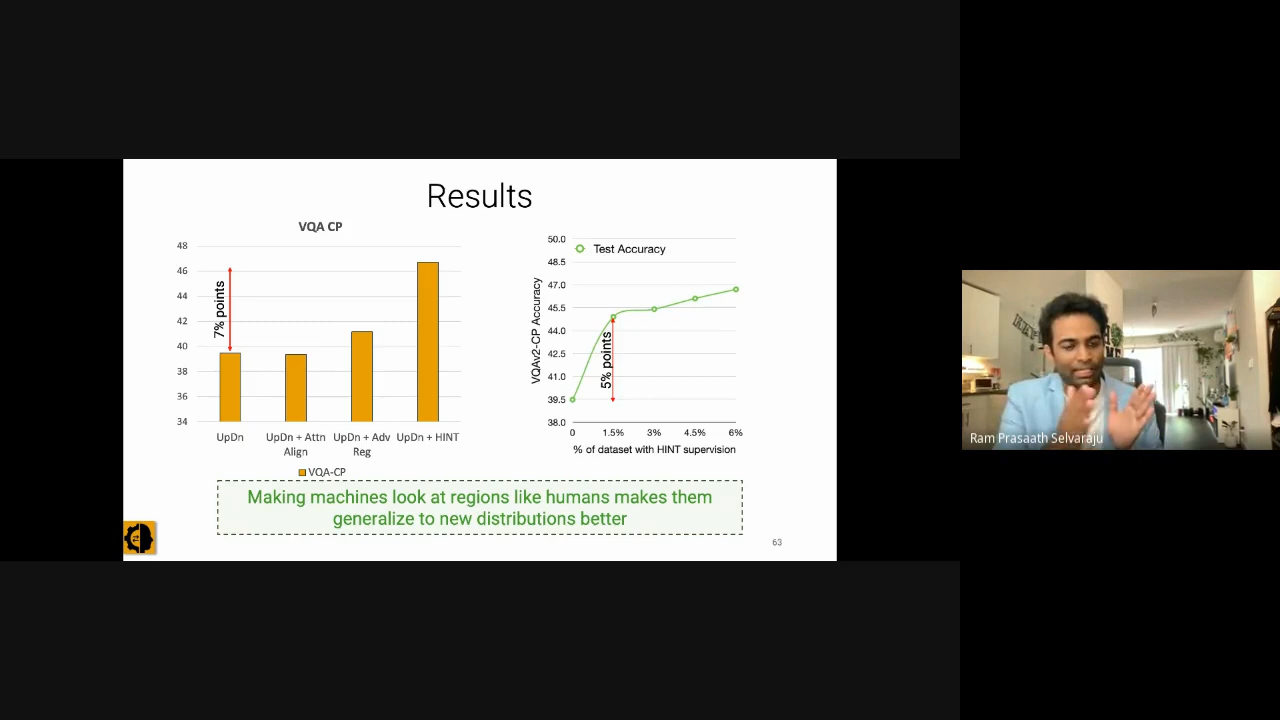 Results
VQA CP
48
46
44
42
40
38
36
34
7% points
UpDn
UpDn + Attn
Align
UpDn + Adv
Reg
UpDn + HINT
VQA-CP
Test Accuracy
VQAv2-CP Accuracy
50.0
48.5
47.0
45.5
44.0
42.5
41.0
39.5
38.0
5% points
0
1.5%
3%
4.5%
6%
% of dataset with HINT supervision
Making machines look at regions like humans makes them
generalize to new distributions better
63
Ram Prasaath Selvaraju